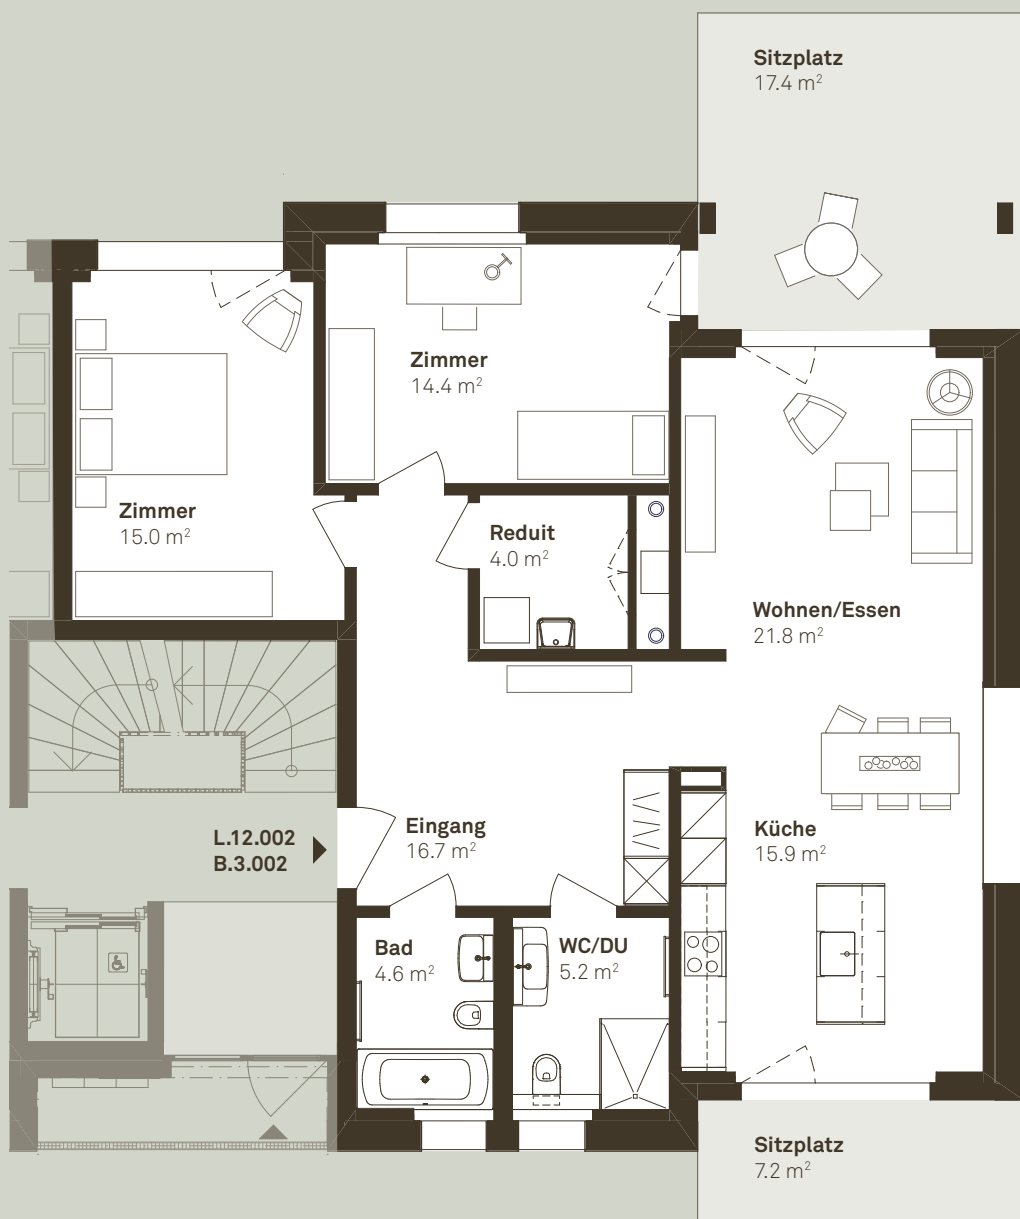 Sitzplatz
17.4 m²
Zimmer
14.4 m²
Zimmer
15.0 m²
Reduit
4.0 m²
Wohnen/Essen
21.8 m²
L.12.002
B.3.002
Eingang
16.7 m²
Küche
15.9 m²
Bad
4.6 m²
WC/DU
5.2 m²
Sitzplatz
7.2 m²